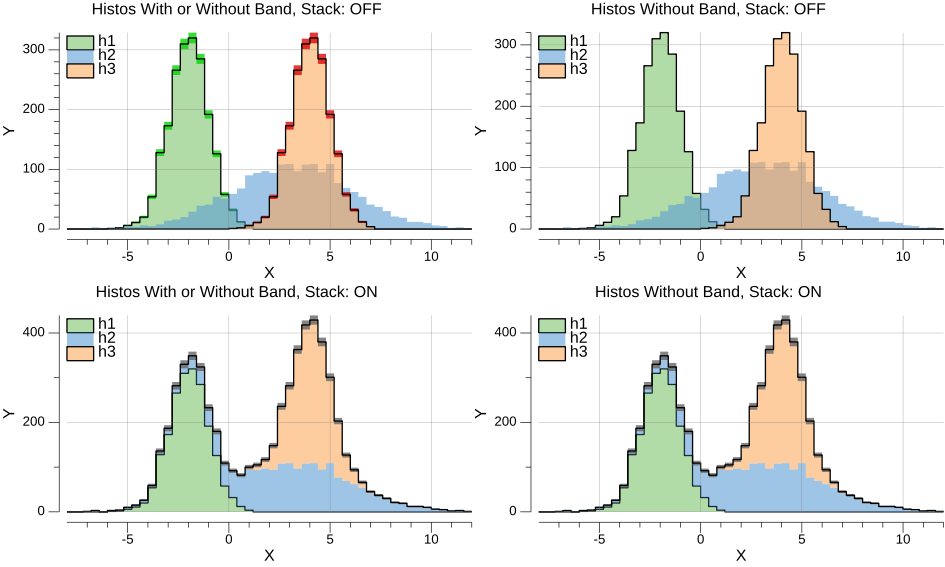 Histos With or Without Band, Stack: OFF
h1
h2
h3
300
200
100
0
Y
-5
0
5
10
X
Histos Without Band, Stack: OFF
h1
h2
h3
300
200
100
0
Y
-5
0
5
10
X
Histos With or Without Band, Stack: ON
h1
h2
h3
400
200
0
Y
-5
0
5
10
X
Histos Without Band, Stack: ON
h1
h2
h3
400
200
0
Y
-5
0
5
10
X